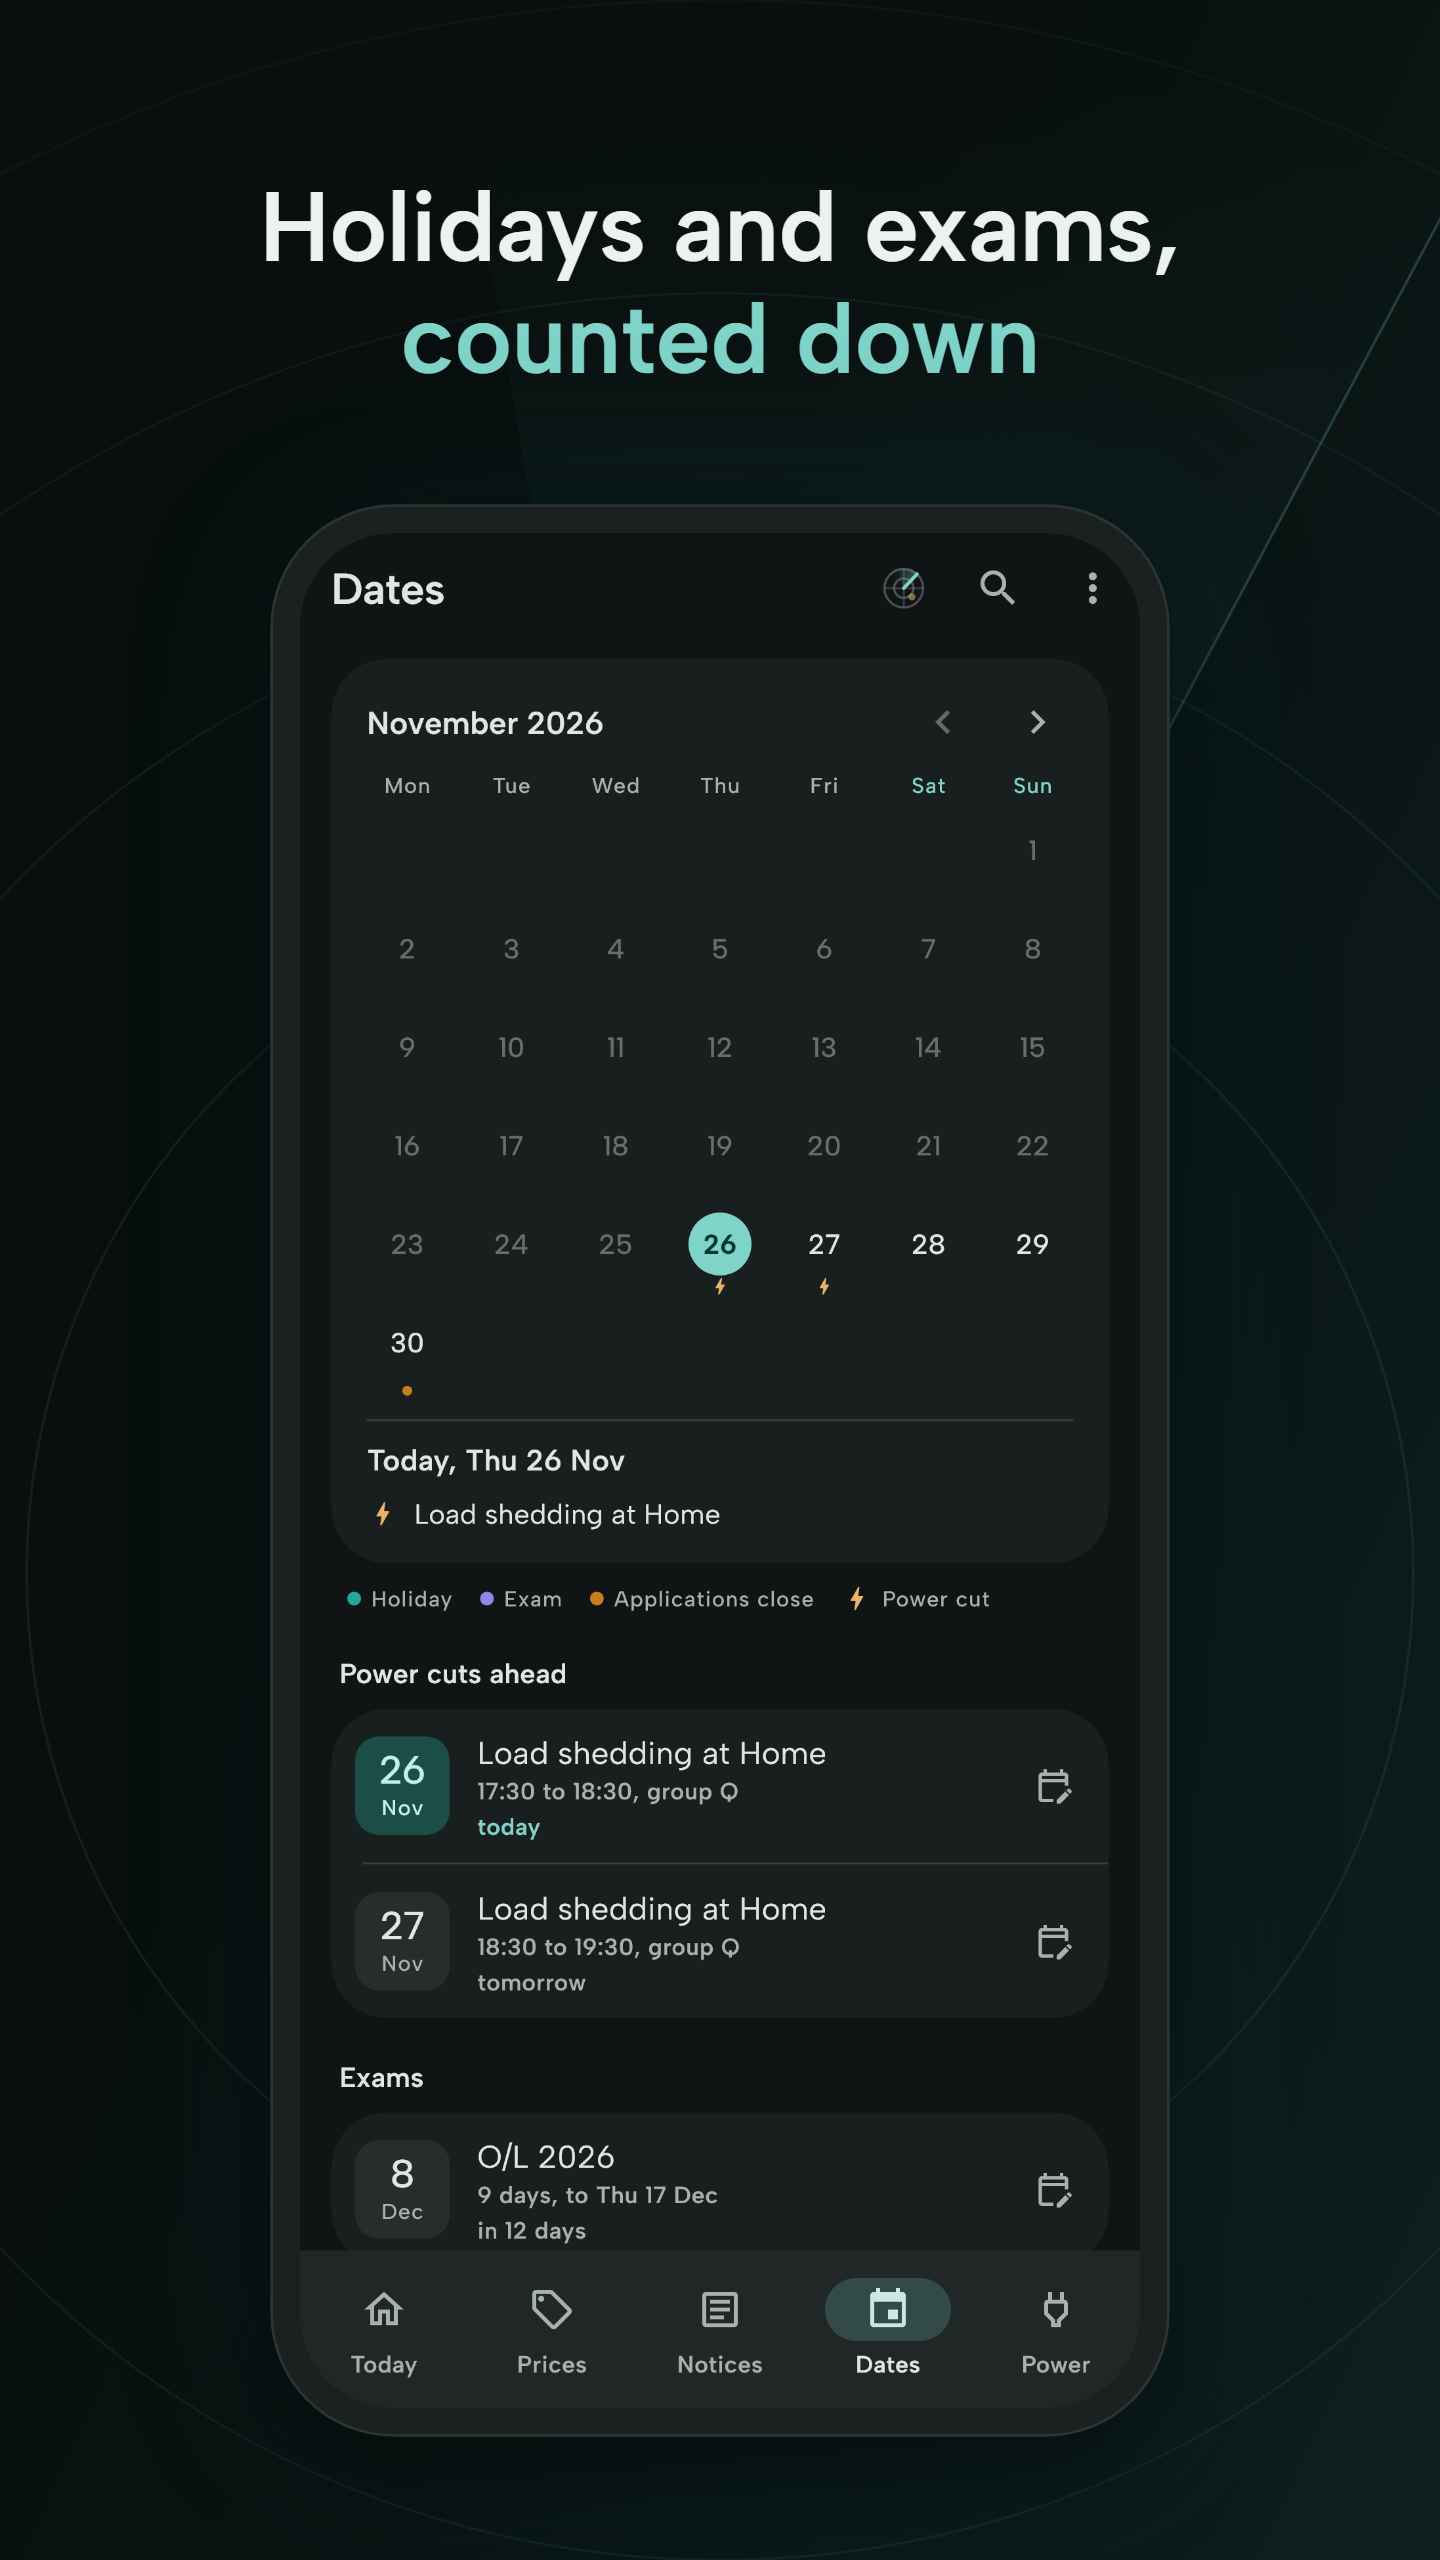 Holidays and exams,
counted down
Dates
November 2026
Mon Tue Wed Thu Fri Sat Sun
1
2 3 4 5 6 7 8
9 10 11 12 13 14 15
16 17 18 19 20 21 22
23 24 25 26 27 28 29
30
Today, Thu 26 Nov
Load shedding at Home
Holiday Exam Applications close Power cut
Power cuts ahead
26
Nov
Load shedding at Home
17:30 to 18:30, group Q
today
27
Nov
Load shedding at Home
18:30 to 19:30, group Q
tomorrow
Exams
8
Dec
O/L 2026
9 days, to Thu 17 Dec
in 12 days
Today Prices Notices Dates Power